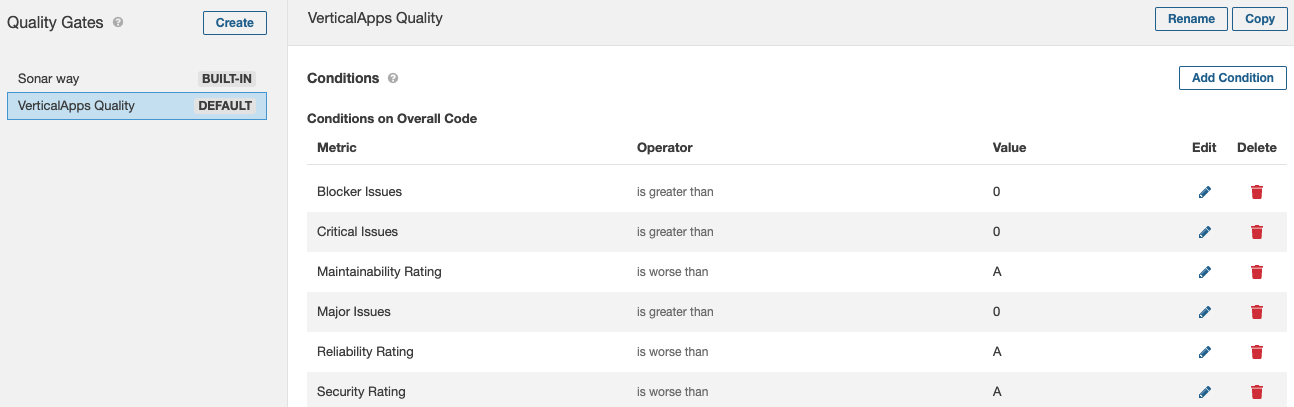 Quality Gates ?
Create
Sonar way BUILT-IN
VerticalApps Quality DEFAULT
VerticalApps Quality
Rename Copy
Conditions ?
Add Condition
Conditions on Overall Code
Metric Operator Value Edit Delete
Blocker Issues is greater than 0
Critical Issues is greater than 0
Maintainability Rating is worse than A
Major Issues is greater than 0
Reliability Rating is worse than A
Security Rating is worse than A